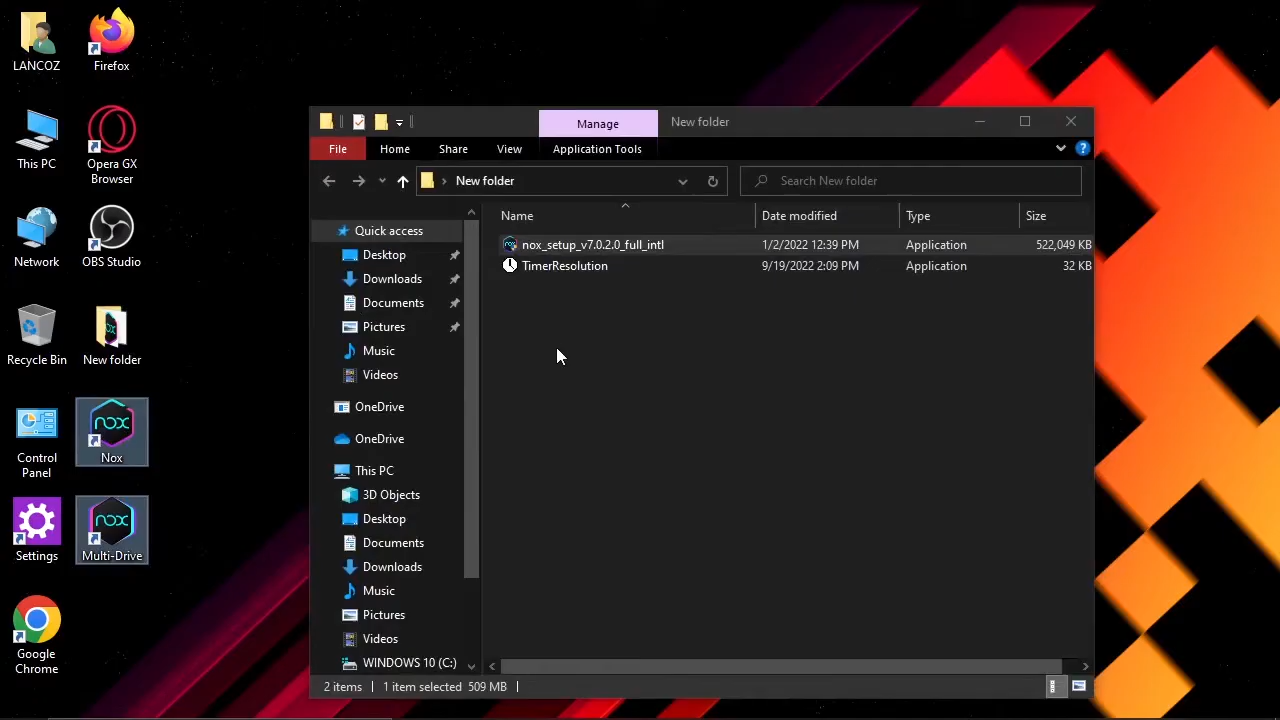 LANCOZ
Firefox
This PC
Opera GX
Browser
Network
OBS Studio
Recycle Bin
New folder
Control
Panel
nox
Nox
Settings
nox
Multi-Drive
Google
Chrome
Manage
New folder
File
Home
Share
View
Application Tools
New folder
Search New folder
Name
Date modified
Type
Size
Quick access
Desktop
Downloads
Documents
Pictures
Music
Videos
OneDrive
OneDrive
This PC
3D Objects
Desktop
Documents
Downloads
Music
Pictures
Videos
WINDOWS 10 (C:)
nox_setup_v7.0.2.0_full_intl
1/2/2022 12:39 PM
Application
522,049 KB
TimerResolution
9/19/2022 2:09 PM
Application
32 KB
2 items
1 item selected 509 MB